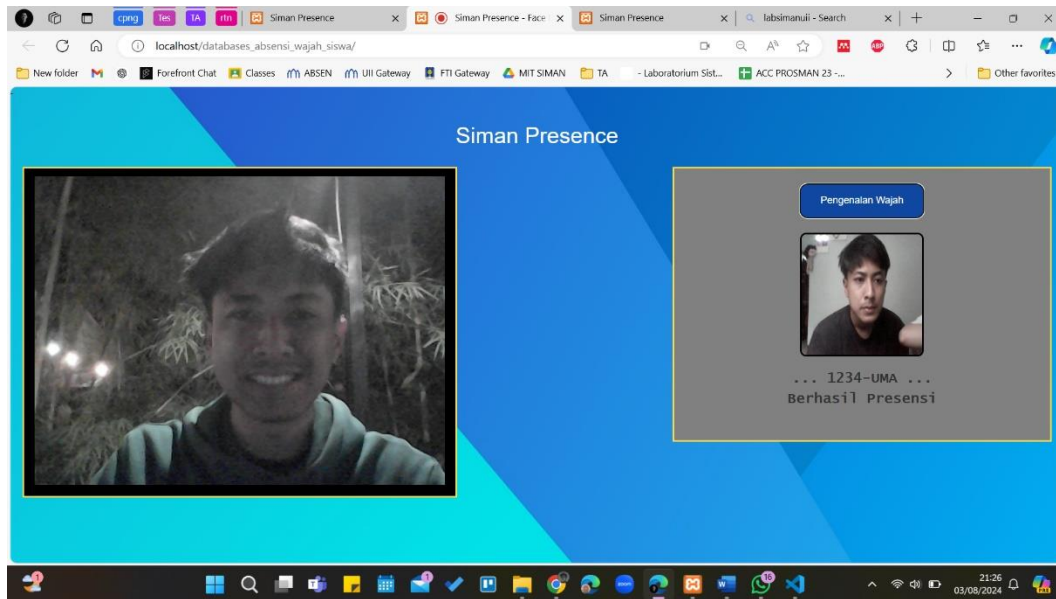 cpng
Tes
TA
rtn
Siman Presence
Siman Presence - Face
Siman Presence
labsimanuii - Search
localhost/databases_absensi_wajah_siswa/
New folder
Forefront Chat
Classes
ABSEN
UII Gateway
FTI Gateway
MIT SIMAN
TA
- Laboratorium Sist...
ACC PROSMAN 23 -...
Other favorites
Siman Presence
Pengenalan Wajah
... 1234-UMA ...
Berhasil Presensi
21:26
03/08/2024